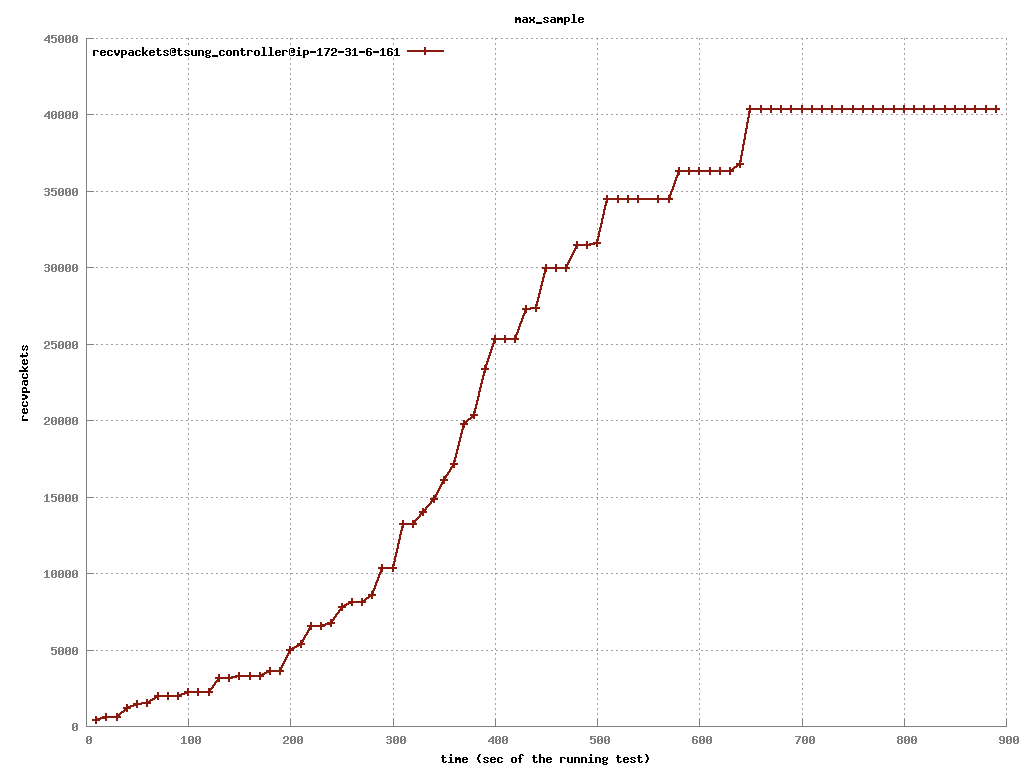 max_sample
45000
recvpackets@tsung_controller@ip-172-31-6-161
40000
35000
30000
25000
recvpackets
20000
15000
10000
5000
0
0 100 200 300 400 500 600 700 800 900
time (sec of the running test)